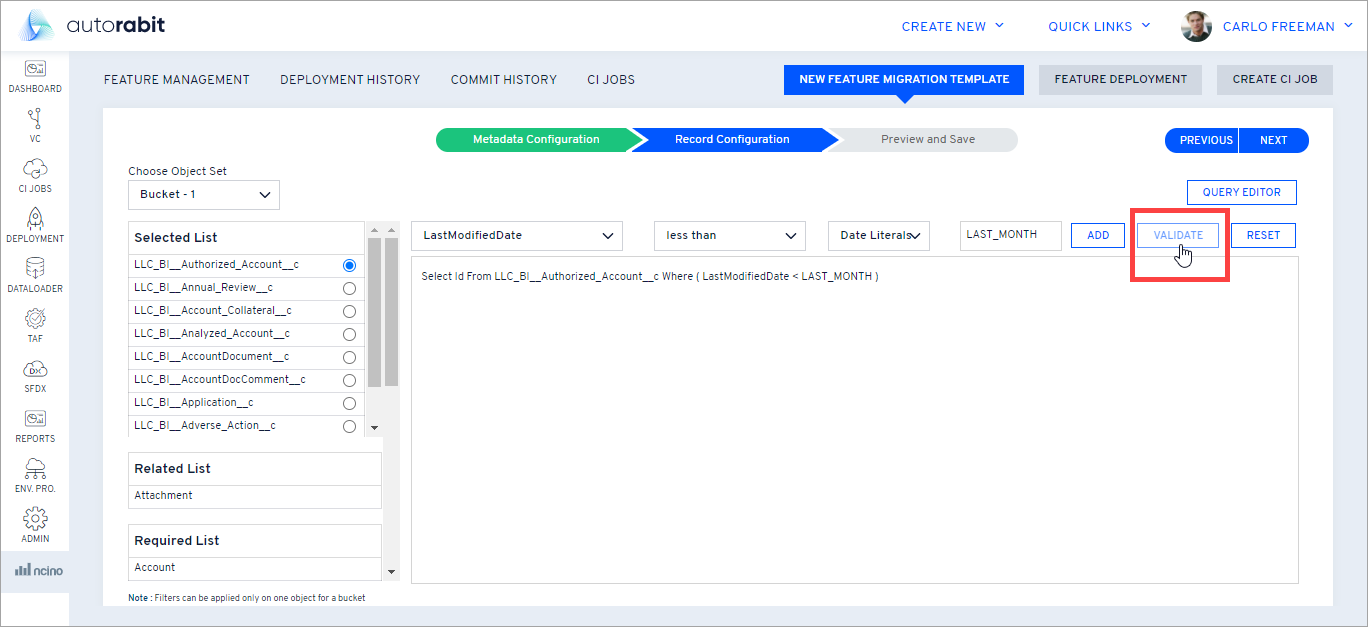 autorabit
CREATE NEW
QUICK LINKS
CARLO FREEMAN
DASHBOARD
VC
CI JOBS
DEPLOYMENT
DATALOADER
TAF
SFDX
REPORTS
ENV. PRO.
ADMIN
ncino
FEATURE MANAGEMENT
DEPLOYMENT HISTORY
COMMIT HISTORY
CI JOBS
NEW FEATURE MIGRATION TEMPLATE
FEATURE DEPLOYMENT
CREATE CI JOB
Metadata Configuration
Record Configuration
Preview and Save
PREVIOUS
NEXT
Choose Object Set
Bucket - 1
QUERY EDITOR
Selected List
LLC_BI__Authorized_Account__c
LLC_BI__Annual_Review__c
LLC_BI__Account_Collateral__c
LLC_BI__Analyzed_Account__c
LLC_BI__AccountDocument__c
LLC_BI__AccountDocComment__c
LLC_BI__Application__c
LLC_BI__Adverse_Action__c
Related List
Attachment
Required List
Account
Note : Filters can be applied only on one object for a bucket
LastModifiedDate
less than
Date Literals
LAST_MONTH
ADD
VALIDATE
RESET
Select Id From LLC_BI__Authorized_Account__c Where ( LastModifiedDate < LAST_MONTH )